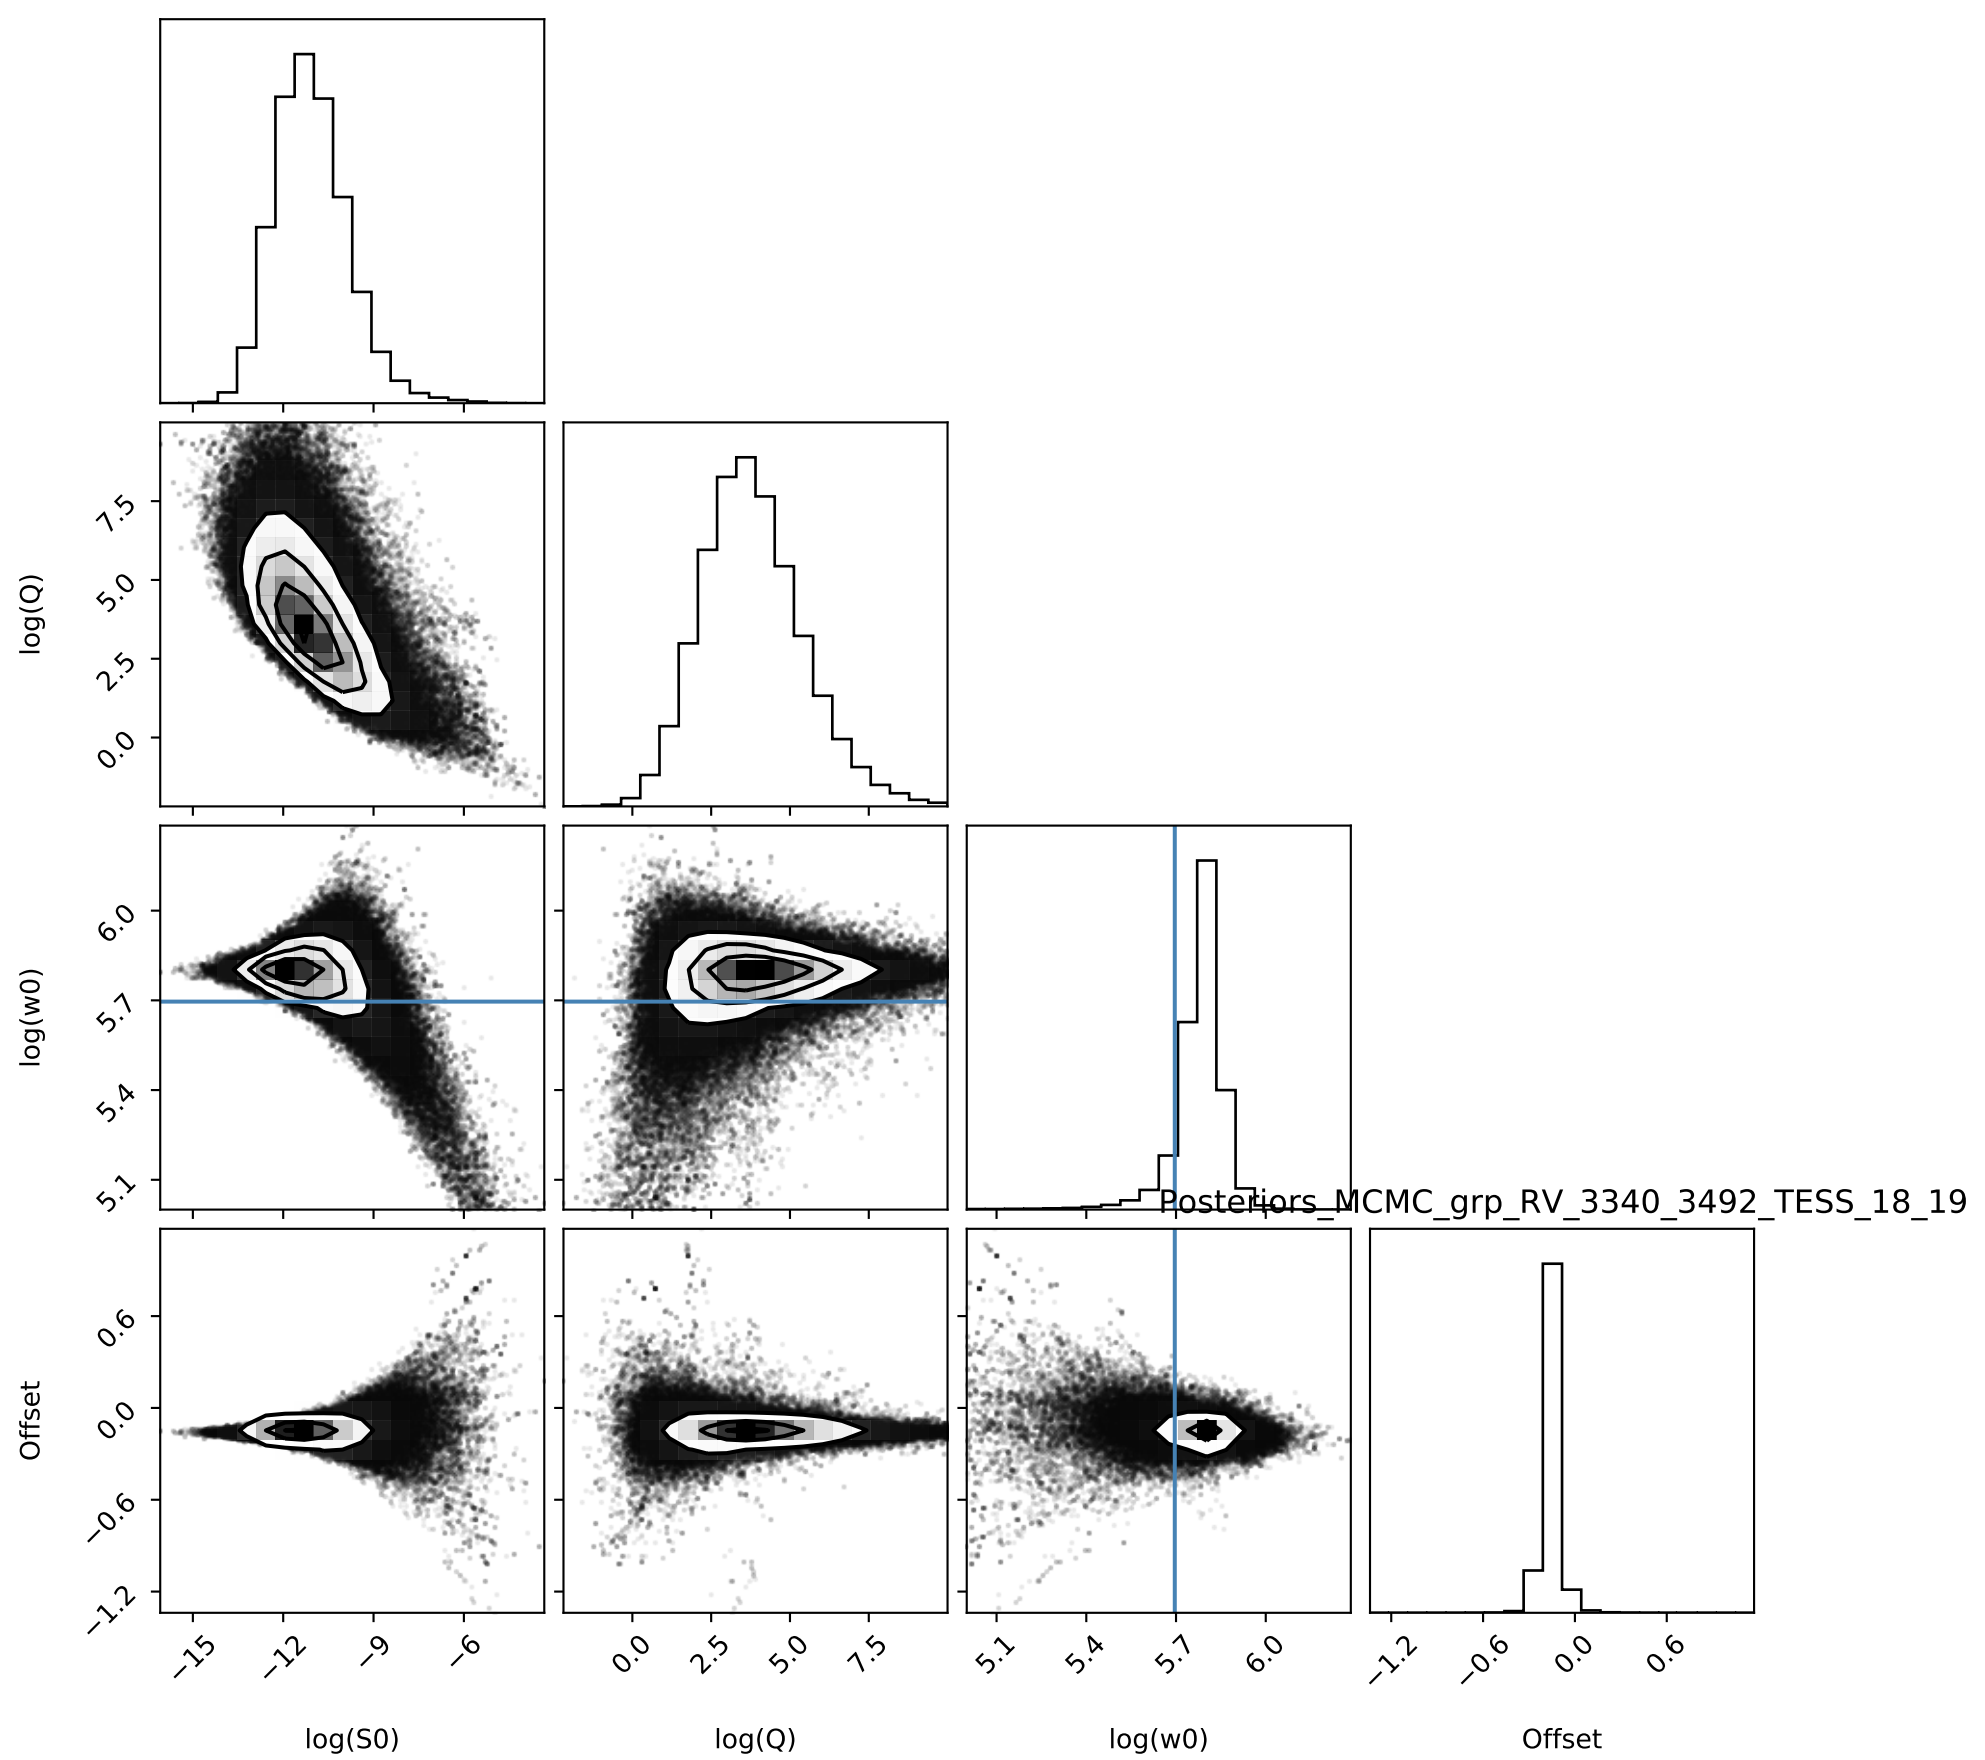 7.5
5.0
2.5
0.0
log(Q)
6.0
5.7
5.4
5.1
log(w0)
Posteriors_MCMC_grp_RV_3340_3492_TESS_18_19
0.6
0.0
−0.6
−1.2
Offset
−15 −12 −9 −6
0.0 2.5 5.0 7.5
5.1 5.4 5.7 6.0
−1.2 −0.6 0.0 0.6
log(S0) log(Q) log(w0) Offset